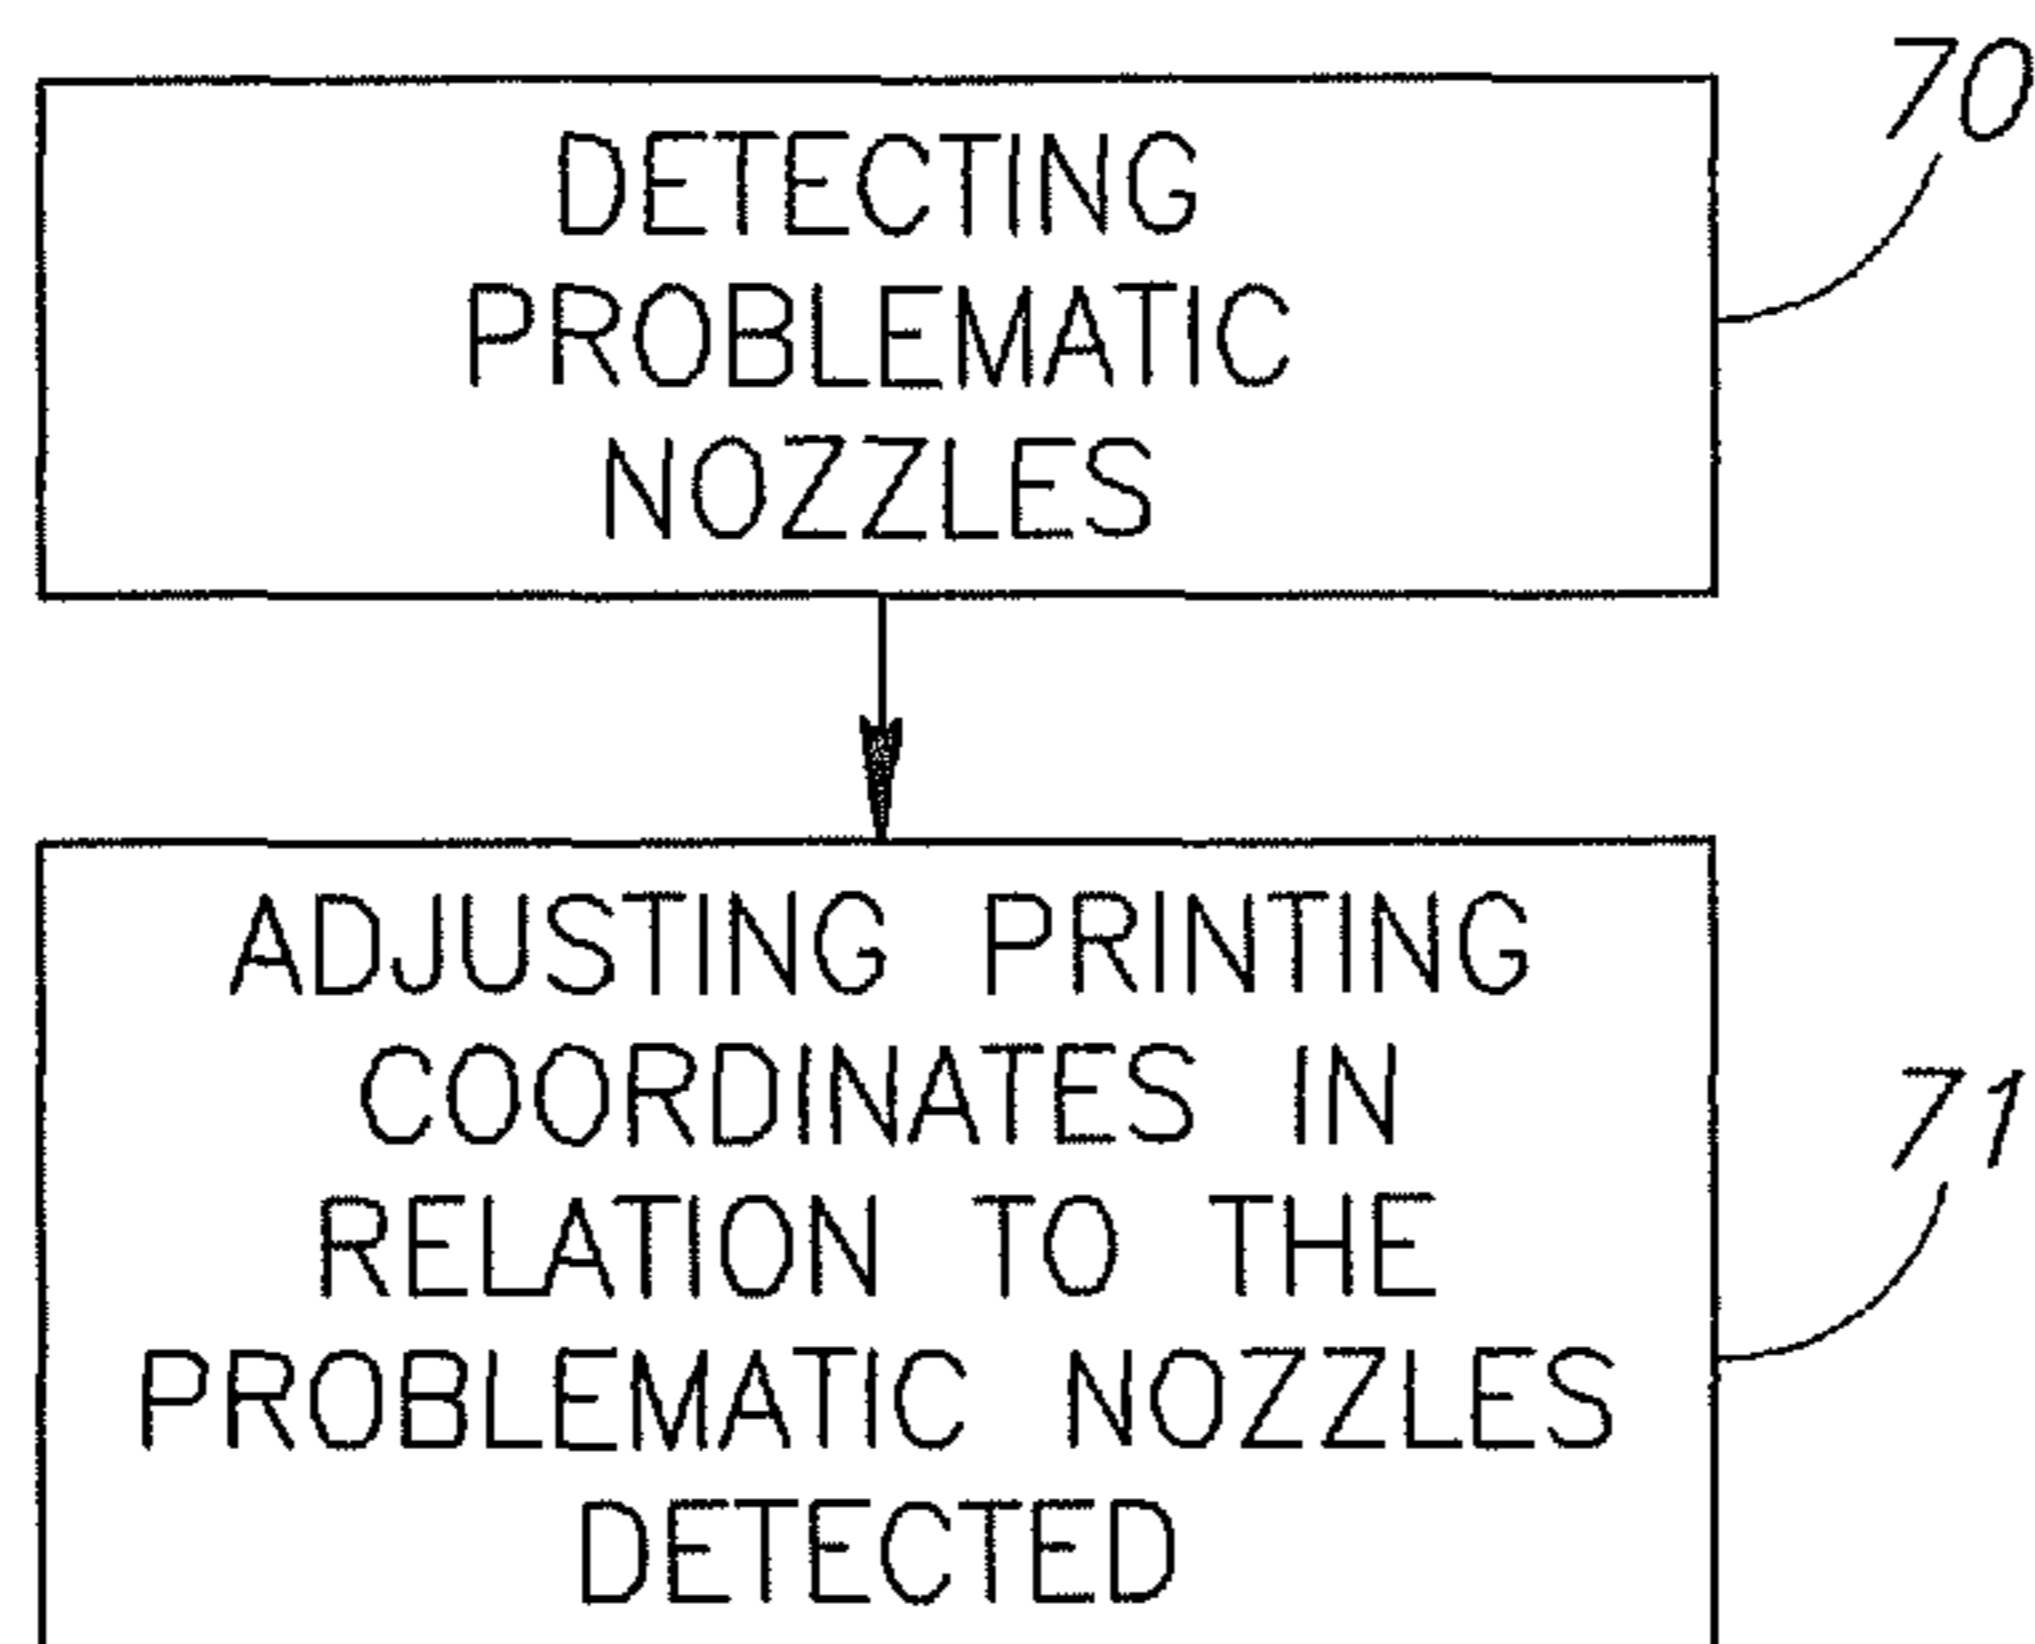 70
DETECTING
PROBLEMATIC
NOZZLES
ADJUSTING PRINTING
COORDINATES IN
71
RELATION TO THE
PROBLEMATIC NOZZLES
DETECTED